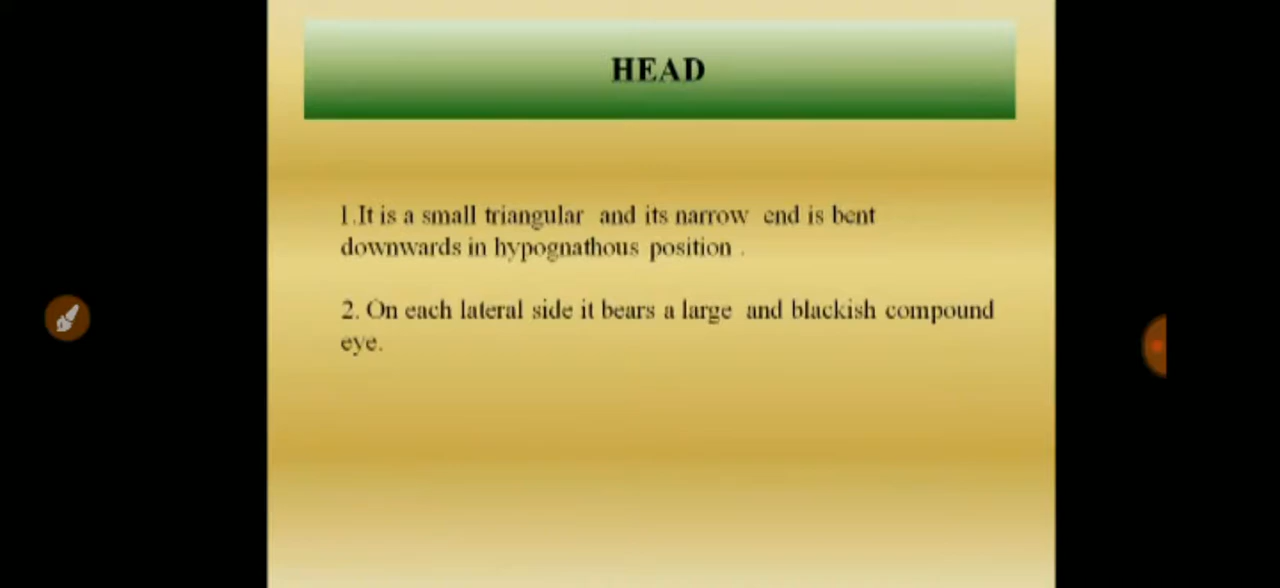 HEAD
1.It is a small triangular and its narrow end is bent
downwards in hypognathous position .
2. On each lateral side it bears a large and blackish compound
eye.